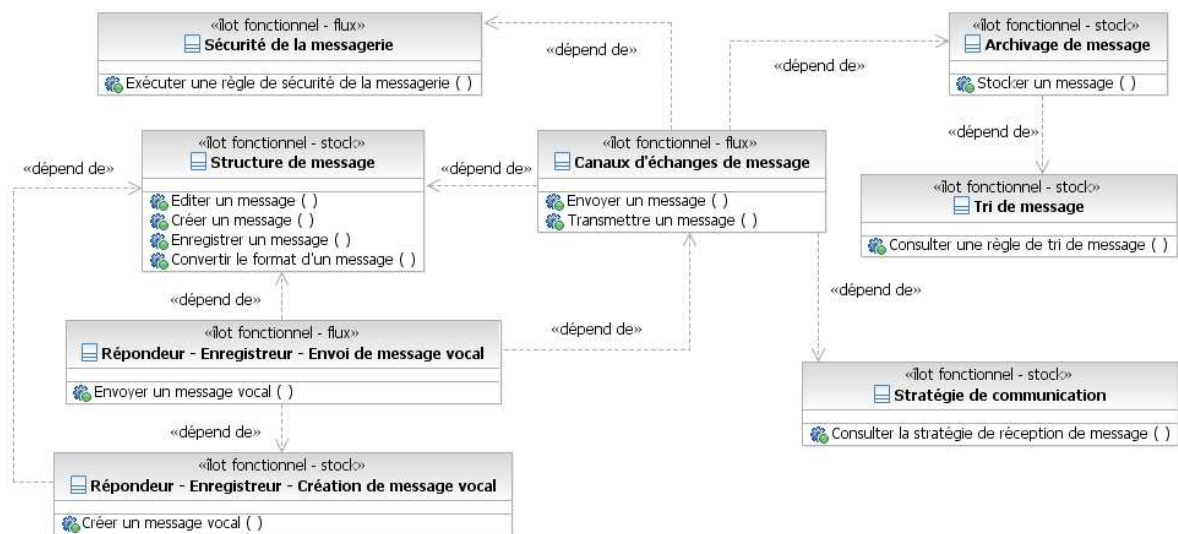 «îlot fonctionnel - flux»
Sécurité de la messagerie
Exécuter une règle de sécurité de la messagerie ( )
«dépend de»
«dépend de»
«îlot fonctionnel - stock»
Archivage de message
Stocker un message ( )
«dépend de»
«dépend de»
«îlot fonctionnel - stock»
Structure de message
Editer un message ( )
Créer un message ( )
Enregistrer un message ( )
Convertir le format d'un message ( )
«dépend de»
«îlot fonctionnel - flux»
Canaux d'échanges de message
Envoyer un message ( )
Transmettre un message ( )
«îlot fonctionnel - stock»
Tri de message
Consulter une règle de tri de message ( )
«dépend de»
«dépend de»
«dépend de»
«îlot fonctionnel - flux»
Répondeur - Enregistreur - Envoi de message vocal
Envoyer un message vocal ( )
«îlot fonctionnel - stock»
Stratégie de communication
Consulter la stratégie de réception de message ( )
«dépend de»
«îlot fonctionnel - stock»
Répondeur - Enregistreur - Création de message vocal
Créer un message vocal ( )